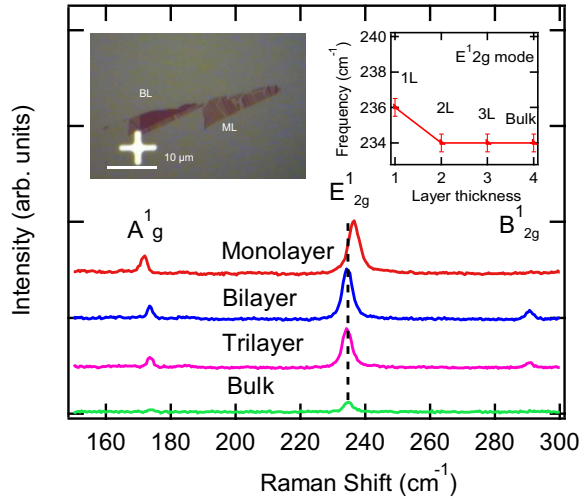 BL
ML
10 μm
240
238
236
234
Frequency (cm⁻¹)
E¹2g mode
1L
2L
3L
Bulk
1
2
3
4
Layer thickness
Intensity (arb. units)
A¹g
E¹2g
B¹2g
Monolayer
Bilayer
Trilayer
Bulk
160
180
200
220
240
260
280
300
Raman Shift (cm⁻¹)